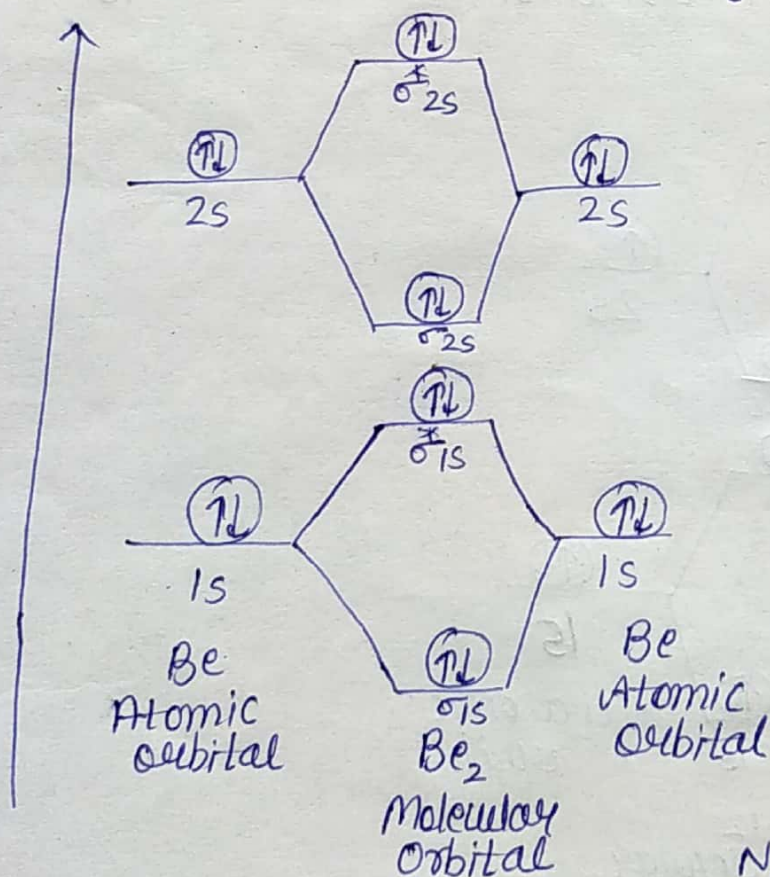 ↑↓
σ*2s
↑↓
2s
↑↓
2s
↑↓
σ2s
↑↓
σ*1s
↑↓
1s
↑↓
1s
↑↓
σ1s
Be
Atomic
Orbital
Be
Atomic
Orbital
Be2
Molecular
Orbital
N